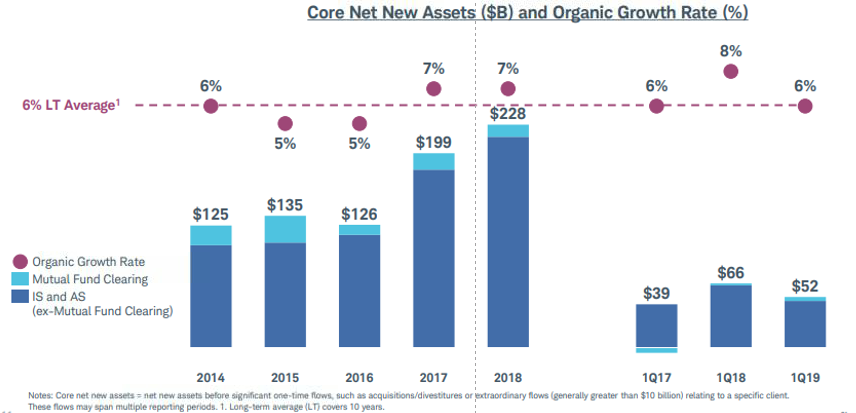 Core Net New Assets ($B) and Organic Growth Rate (%)
8%
7%
7%
6%
6%
6%
6% LT Average¹
5%
5%
$228
$199
$125
$135
$126
Organic Growth Rate
Mutual Fund Clearing
IS and AS
(ex-Mutual Fund Clearing)
$39
$66
$52
2014
2015
2016
2017
2018
1Q17
1Q18
1Q19
Notes: Core net new assets = net new assets before significant one-time flows, such as acquisitions/divestitures or extraordinary flows (generally greater than $10 billion) relating to a specific client.
These flows may span multiple reporting periods. 1. Long-term average (LT) covers 10 years.